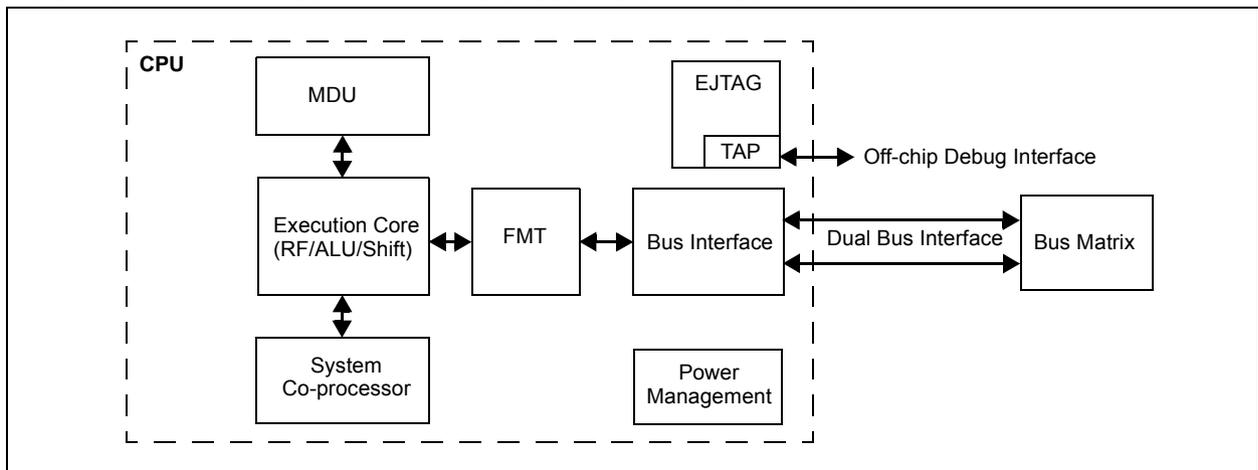 CPU
MDU
EJTAG
TAP
Off-chip Debug Interface
Execution Core
(RF/ALU/Shift)
FMT
Bus Interface
Dual Bus Interface
Bus Matrix
System
Co-processor
Power
Management